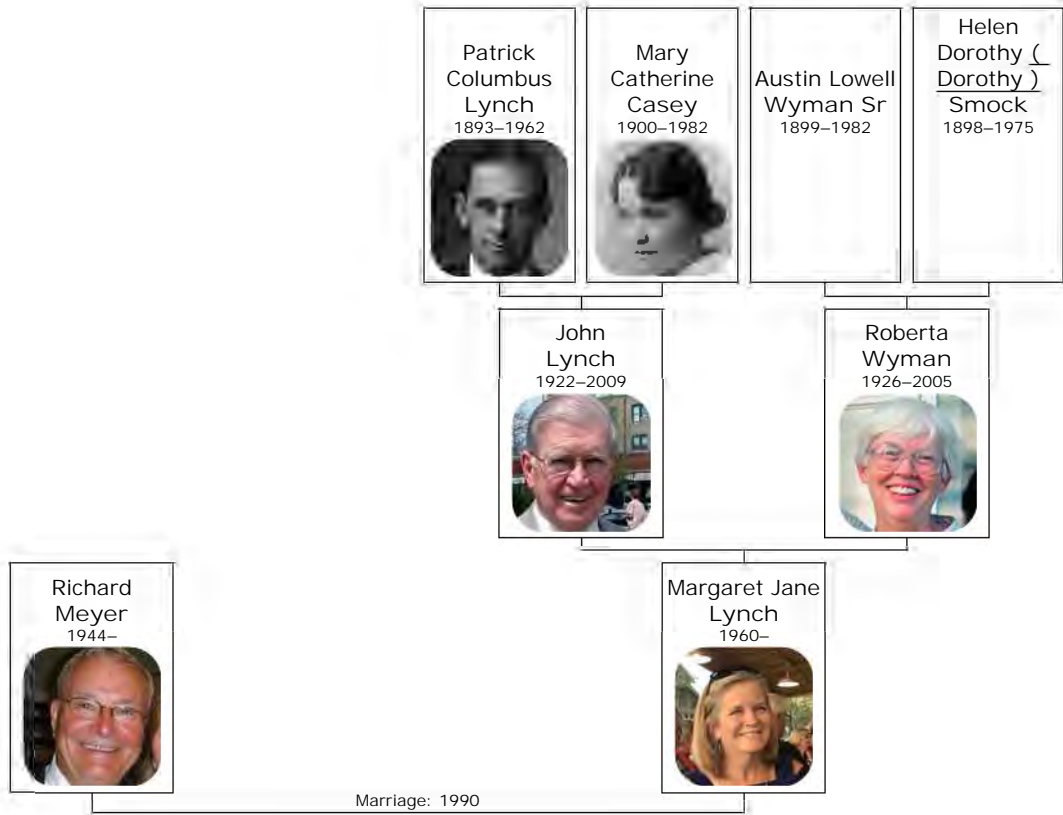 Patrick
Columbus
Lynch
1893–1962
Mary
Catherine
Casey
1900–1982
Austin Lowell
Wyman Sr
1899–1982
Helen
Dorothy (
Dorothy )
Smock
1898–1975
John
Lynch
1922–2009
Roberta
Wyman
1926–2005
Richard
Meyer
1944–
Margaret Jane
Lynch
1960–
Marriage: 1990